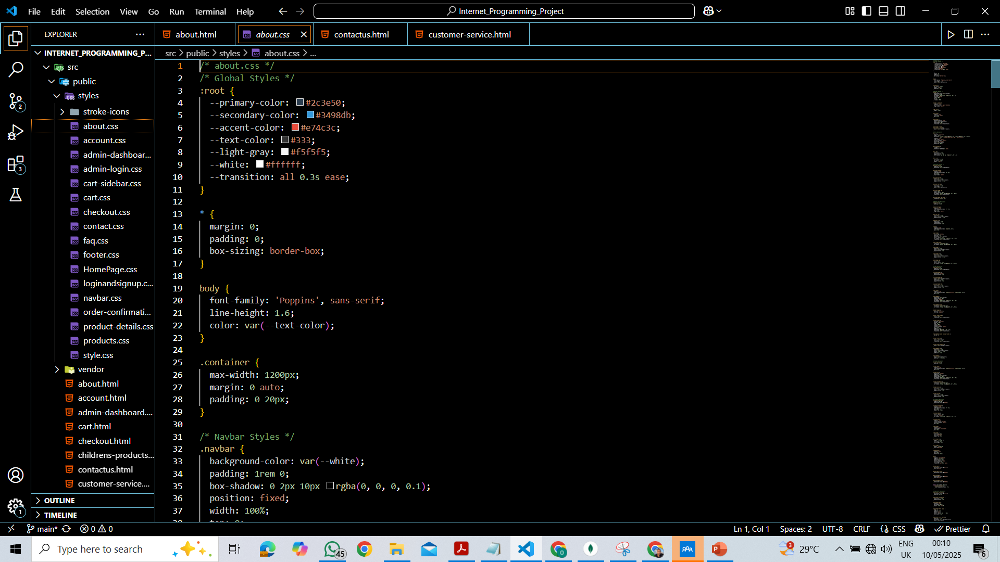 File Edit Selection View Go Run Terminal Help
Internet_Programming_Project
EXPLORER
about.html
about.css
contactus.html
customer-service.html
INTERNET_PROGRAMMING_P...
src
public
styles
stroke-icons
about.css
account.css
admin-dashboar...
admin-login.css
cart-sidebar.css
cart.css
checkout.css
contact.css
faq.css
footer.css
HomePage.css
loginandsignup.c...
navbar.css
order-confirmati...
product-details.css
products.css
style.css
vendor
about.html
account.html
admin-dashboard....
cart.html
checkout.html
childrens-products...
contactus.html
customer-service....
OUTLINE
TIMELINE
2
3
1
src > public > styles > about.css > ...
1 /* about.css */
2 /* Global Styles */
3 :root {
4 --primary-color: #2c3e50;
5 --secondary-color: #3498db;
6 --accent-color: #e74c3c;
7 --text-color: #333;
8 --light-gray: #f5f5f5;
9 --white: #ffffff;
10 --transition: all 0.3s ease;
11 }
12
13 * {
14 margin: 0;
15 padding: 0;
16 box-sizing: border-box;
17 }
18
19 body {
20 font-family: 'Poppins', sans-serif;
21 line-height: 1.6;
22 color: var(--text-color);
23 }
24
25 .container {
26 max-width: 1200px;
27 margin: 0 auto;
28 padding: 0 20px;
29 }
30
31 /* Navbar Styles */
32 .navbar {
33 background-color: var(--white);
34 padding: 1rem 0;
35 box-shadow: 0 2px 10px rgba(0, 0, 0, 0.1);
36 position: fixed;
37 width: 100%;
38 top: 0;
main* 0 0
Ln 1, Col 1 Spaces: 2 UTF-8 CRLF CSS Prettier
Type here to search
45
3
29°C
ENG
UK
00:10
10/05/2025
6